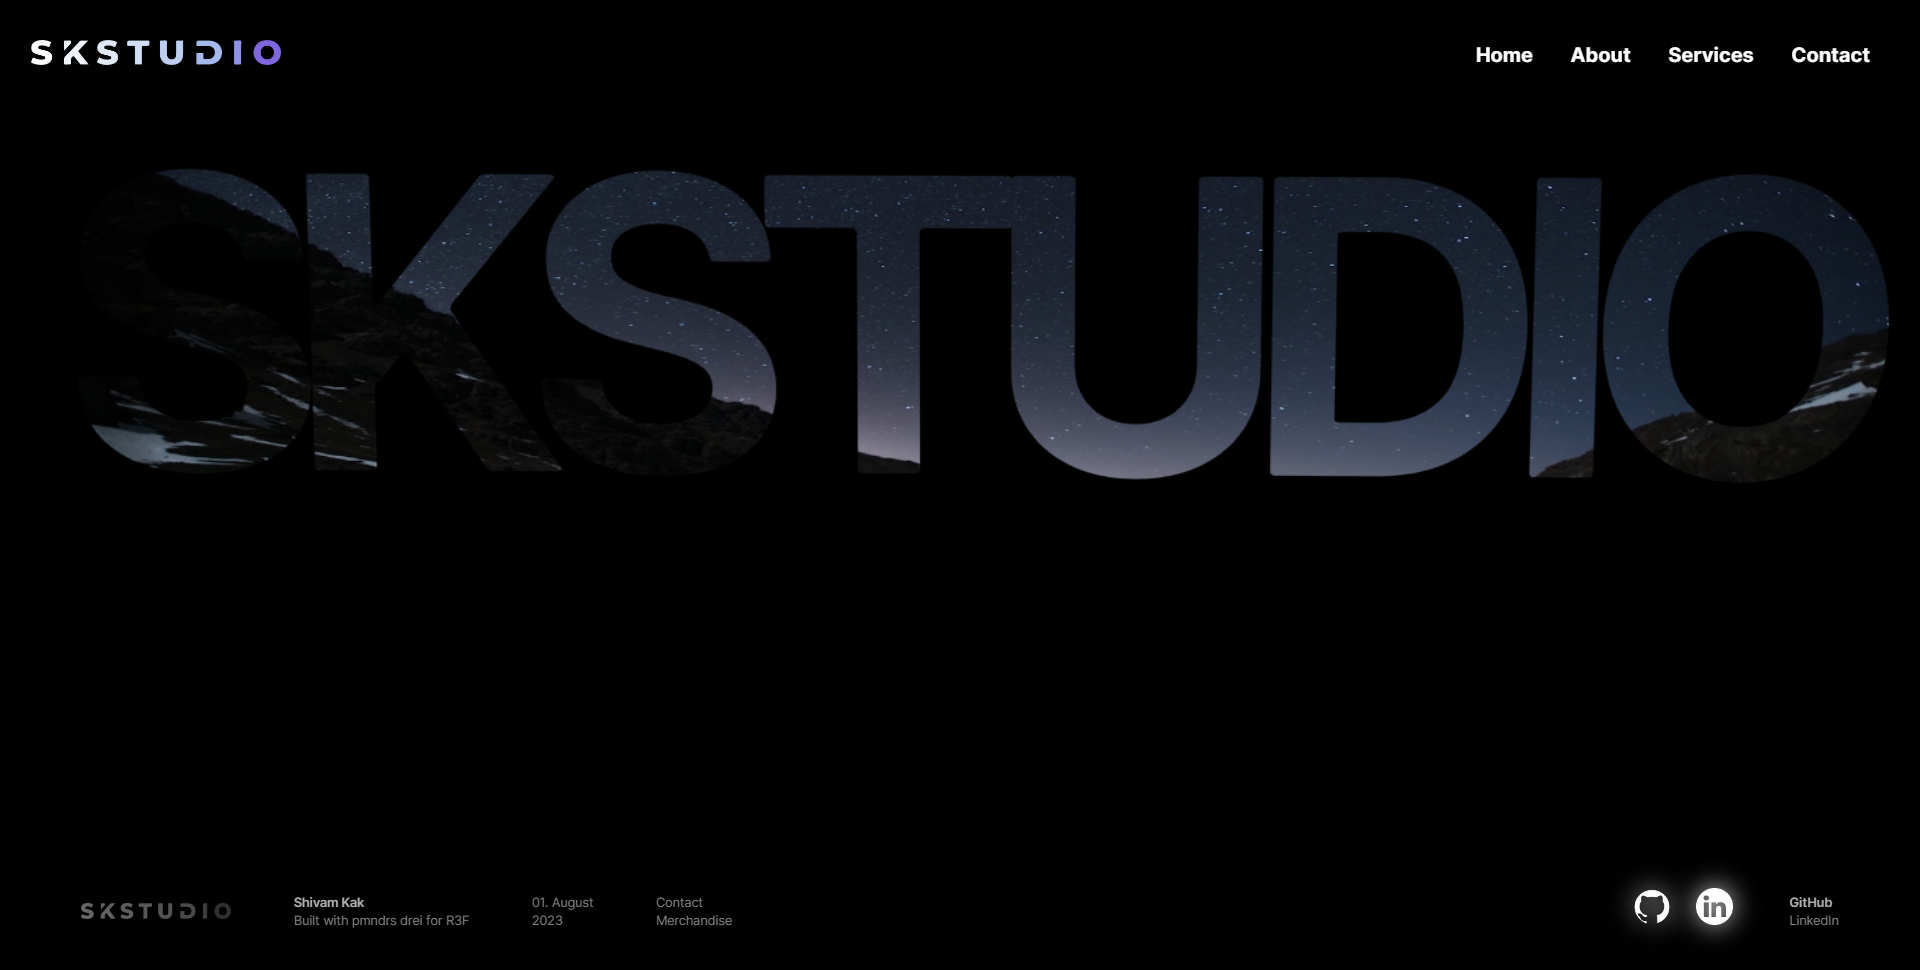 SKSTUDIO
Home About Services Contact
SKSTUDIO
SKSTUDIO
Shivam Kak
Built with pmndrs drei for R3F
01. August
2023
Contact
Merchandise
in
GitHub
LinkedIn